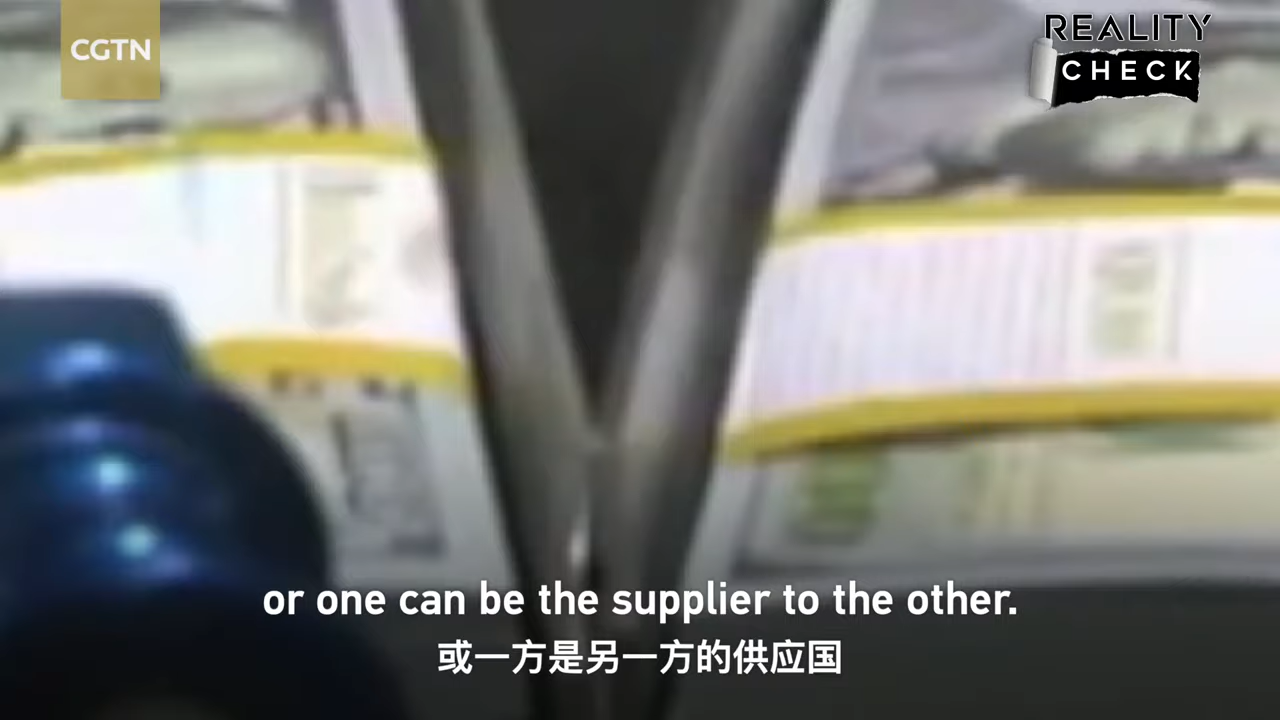 CGTN
REALITY
CHECK
or one can be the supplier to the other.
或一方是另一方的供应国